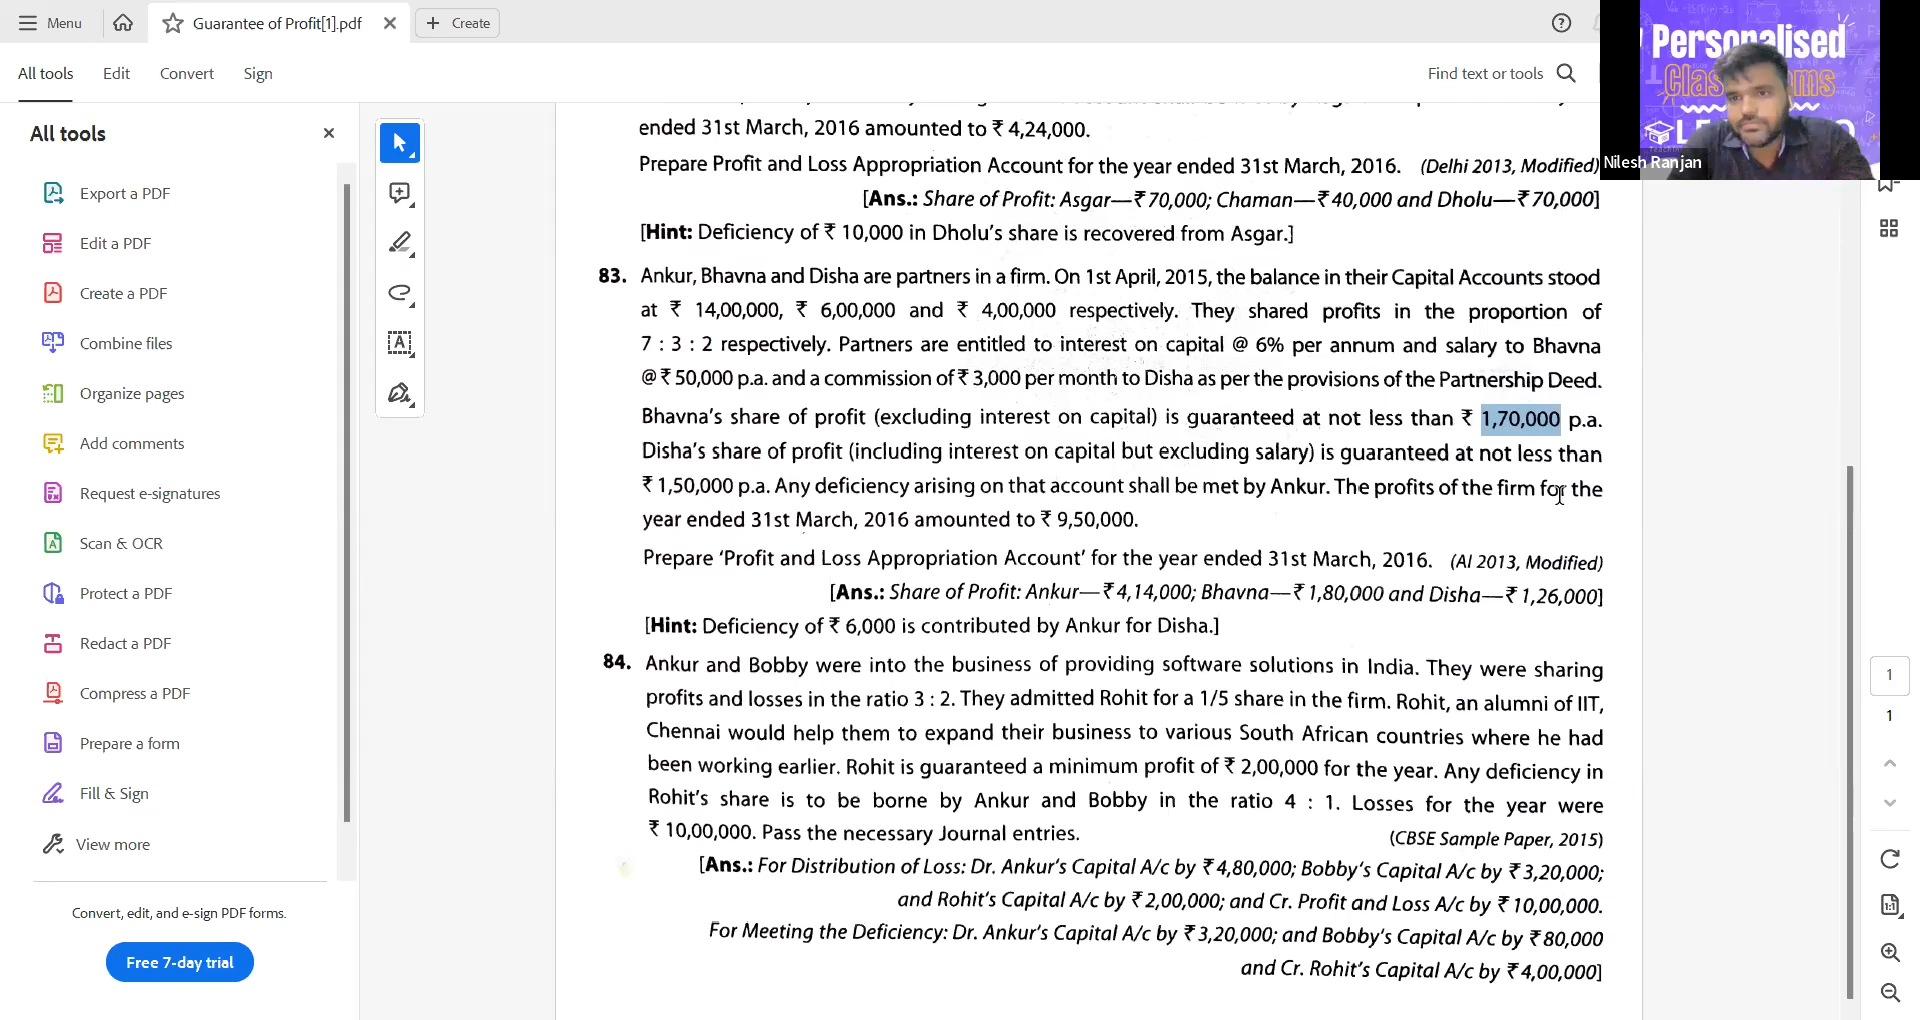 Menu
Guarantee of Profit[1].pdf
Create
All tools
Edit
Convert
Sign
Find text or tools
Personalised
Nilesh Ranjan
All tools
Export a PDF
Edit a PDF
Create a PDF
Combine files
Organize pages
Add comments
Request e-signatures
Scan & OCR
Protect a PDF
Redact a PDF
Compress a PDF
Prepare a form
Fill & Sign
View more
Convert, edit, and e-sign PDF forms.
Free 7-day trial
ended 31st March, 2016 amounted to ₹ 4,24,000.
Prepare Profit and Loss Appropriation Account for the year ended 31st March, 2016. (Delhi 2013, Modified)
[Ans.: Share of Profit: Asgar—₹ 70,000; Chaman—₹ 40,000 and Dholu—₹ 70,000]
[Hint: Deficiency of ₹ 10,000 in Dholu's share is recovered from Asgar.]
83. Ankur, Bhavna and Disha are partners in a firm. On 1st April, 2015, the balance in their Capital Accounts stood
at ₹ 14,00,000, ₹ 6,00,000 and ₹ 4,00,000 respectively. They shared profits in the proportion of
7 : 3 : 2 respectively. Partners are entitled to interest on capital @ 6% per annum and salary to Bhavna
@ ₹ 50,000 p.a. and a commission of ₹ 3,000 per month to Disha as per the provisions of the Partnership Deed.
Bhavna's share of profit (excluding interest on capital) is guaranteed at not less than ₹ 1,70,000 p.a.
Disha's share of profit (including interest on capital but excluding salary) is guaranteed at not less than
₹ 1,50,000 p.a. Any deficiency arising on that account shall be met by Ankur. The profits of the firm for the
year ended 31st March, 2016 amounted to ₹ 9,50,000.
Prepare 'Profit and Loss Appropriation Account' for the year ended 31st March, 2016. (AI 2013, Modified)
[Ans.: Share of Profit: Ankur—₹ 4,14,000; Bhavna—₹ 1,80,000 and Disha—₹ 1,26,000]
[Hint: Deficiency of ₹ 6,000 is contributed by Ankur for Disha.]
84. Ankur and Bobby were into the business of providing software solutions in India. They were sharing
profits and losses in the ratio 3 : 2. They admitted Rohit for a 1/5 share in the firm. Rohit, an alumni of IIT,
Chennai would help them to expand their business to various South African countries where he had
been working earlier. Rohit is guaranteed a minimum profit of ₹ 2,00,000 for the year. Any deficiency in
Rohit's share is to be borne by Ankur and Bobby in the ratio 4 : 1. Losses for the year were
₹ 10,00,000. Pass the necessary Journal entries. (CBSE Sample Paper, 2015)
[Ans.: For Distribution of Loss: Dr. Ankur's Capital A/c by ₹ 4,80,000; Bobby's Capital A/c by ₹ 3,20,000;
and Rohit's Capital A/c by ₹ 2,00,000; and Cr. Profit and Loss A/c by ₹ 10,00,000.
For Meeting the Deficiency: Dr. Ankur's Capital A/c by ₹ 3,20,000; and Bobby's Capital A/c by ₹ 80,000
and Cr. Rohit's Capital A/c by ₹ 4,00,000]
1
1
1:1